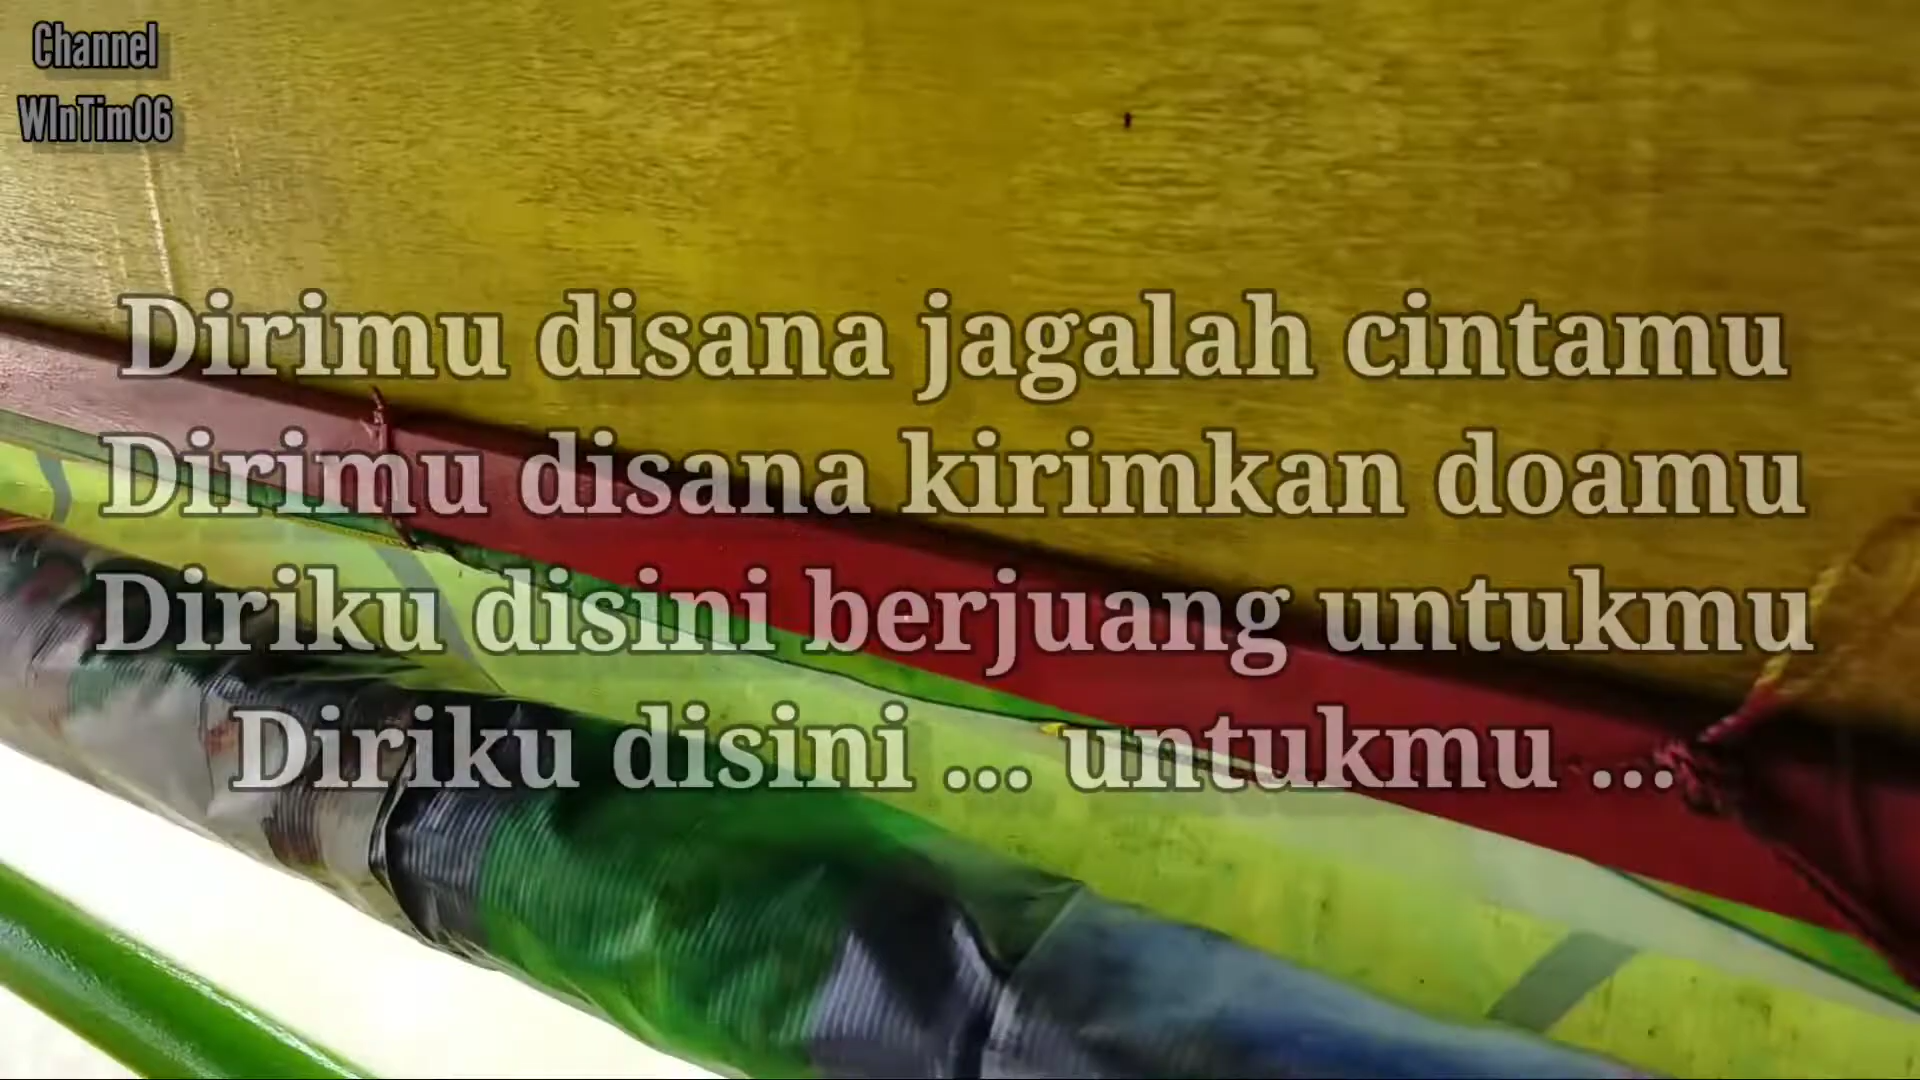 Channel
WInTim06
Dirimu disana jagalah cintamu
Dirimu disana kirimkan doamu
Diriku disini berjuang untukmu
Diriku disini ... untukmu ...